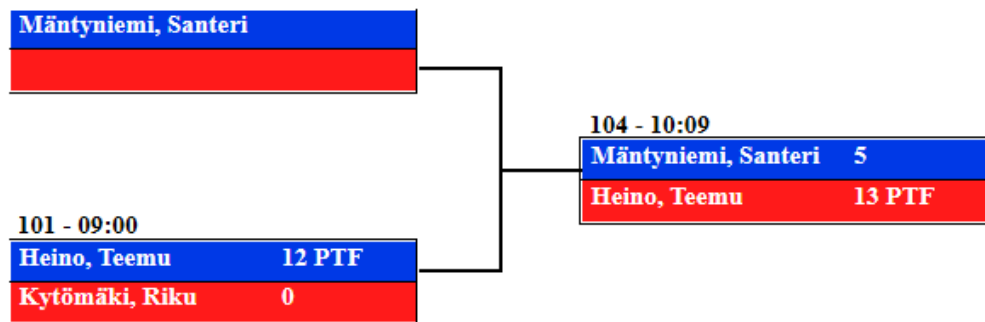 Mäntyniemi, Santeri
104 - 10:09
Mäntyniemi, Santeri 5
Heino, Teemu 13 PTF
101 - 09:00
Heino, Teemu 12 PTF
Kytömäki, Riku 0